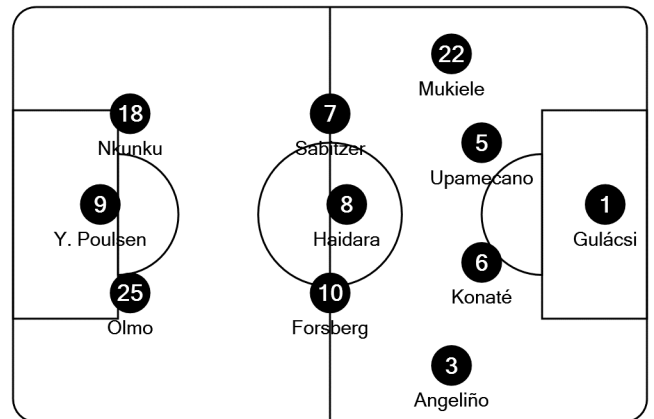 22
Mukiele
18
Nkunku
7
Sabitzer
5
Upamecano
9
Y. Poulsen
8
Haidara
1
Gulácsi
6
Konaté
25
Olmo
10
Forsberg
3
Angeliño